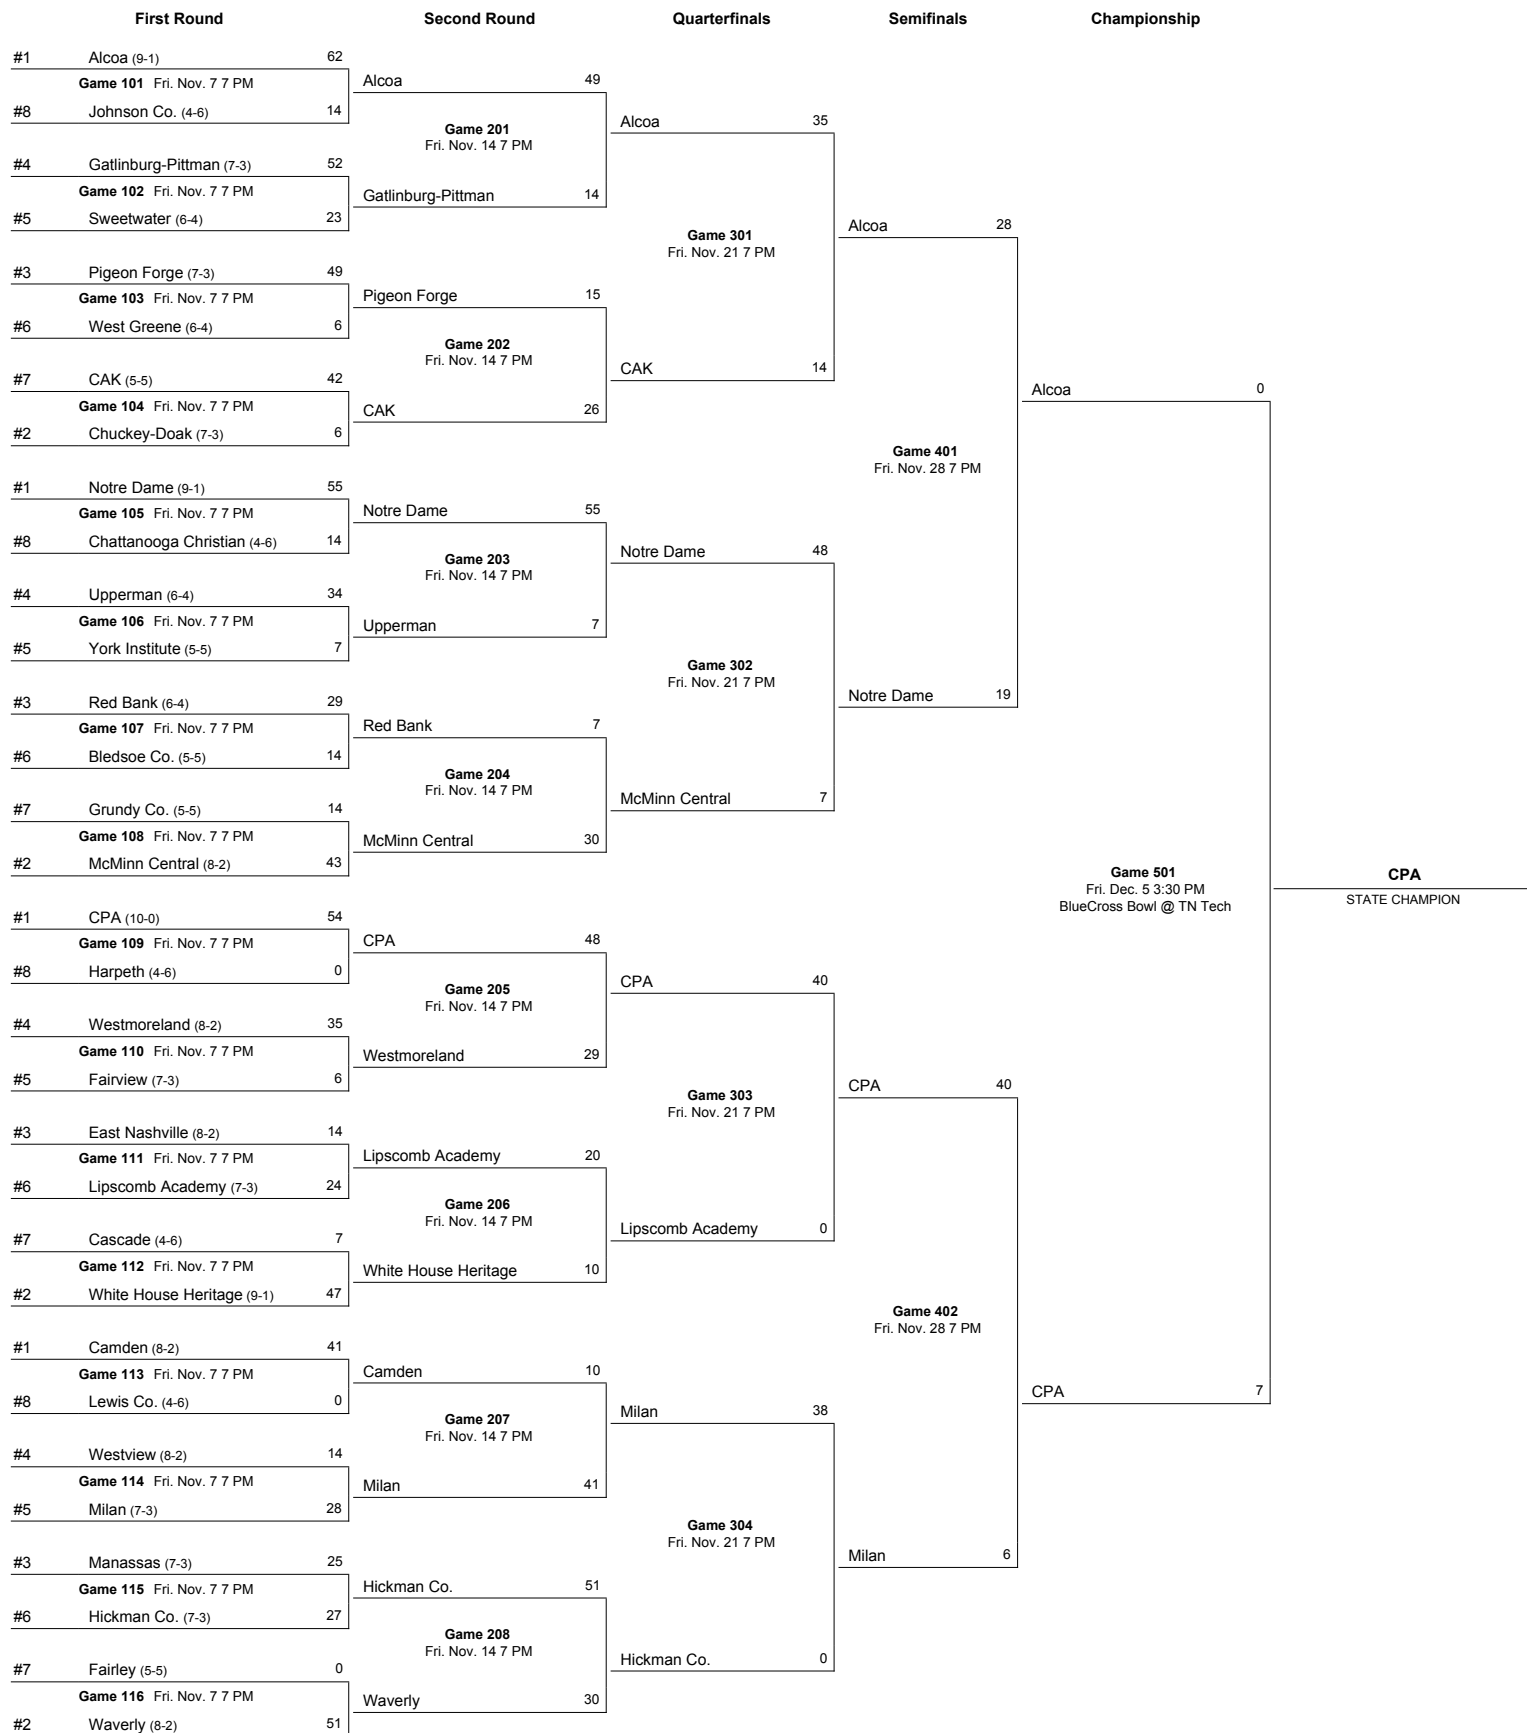 First Round Second Round Quarterfinals Semifinals Championship
#1 Alcoa (9-1) 62
Game 101 Fri. Nov. 7 7 PM
#8 Johnson Co. (4-6) 14
#4 Gatlinburg-Pittman (7-3) 52
Game 102 Fri. Nov. 7 7 PM
#5 Sweetwater (6-4) 23
#3 Pigeon Forge (7-3) 49
Game 103 Fri. Nov. 7 7 PM
#6 West Greene (6-4) 6
#7 CAK (5-5) 42
Game 104 Fri. Nov. 7 7 PM
#2 Chuckey-Doak (7-3) 6
#1 Notre Dame (9-1) 55
Game 105 Fri. Nov. 7 7 PM
#8 Chattanooga Christian (4-6) 14
#4 Upperman (6-4) 34
Game 106 Fri. Nov. 7 7 PM
#5 York Institute (5-5) 7
#3 Red Bank (6-4) 29
Game 107 Fri. Nov. 7 7 PM
#6 Bledsoe Co. (5-5) 14
#7 Grundy Co. (5-5) 14
Game 108 Fri. Nov. 7 7 PM
#2 McMinn Central (8-2) 43
#1 CPA (10-0) 54
Game 109 Fri. Nov. 7 7 PM
#8 Harpeth (4-6) 0
#4 Westmoreland (8-2) 35
Game 110 Fri. Nov. 7 7 PM
#5 Fairview (7-3) 6
#3 East Nashville (8-2) 14
Game 111 Fri. Nov. 7 7 PM
#6 Lipscomb Academy (7-3) 24
#7 Cascade (4-6) 7
Game 112 Fri. Nov. 7 7 PM
#2 White House Heritage (9-1) 47
#1 Camden (8-2) 41
Game 113 Fri. Nov. 7 7 PM
#8 Lewis Co. (4-6) 0
#4 Westview (8-2) 14
Game 114 Fri. Nov. 7 7 PM
#5 Milan (7-3) 28
#3 Manassas (7-3) 25
Game 115 Fri. Nov. 7 7 PM
#6 Hickman Co. (7-3) 27
#7 Fairley (5-5) 0
Game 116 Fri. Nov. 7 7 PM
#2 Waverly (8-2) 51
Alcoa 49
Game 201
Fri. Nov. 14 7 PM
Gatlinburg-Pittman 14
Pigeon Forge 15
Game 202
Fri. Nov. 14 7 PM
CAK 26
Notre Dame 55
Game 203
Fri. Nov. 14 7 PM
Upperman 7
Red Bank 7
Game 204
Fri. Nov. 14 7 PM
McMinn Central 30
CPA 48
Game 205
Fri. Nov. 14 7 PM
Westmoreland 29
Lipscomb Academy 20
Game 206
Fri. Nov. 14 7 PM
White House Heritage 10
Camden 10
Game 207
Fri. Nov. 14 7 PM
Milan 41
Hickman Co. 51
Game 208
Fri. Nov. 14 7 PM
Waverly 30
Alcoa 35
Game 301
Fri. Nov. 21 7 PM
CAK 14
Notre Dame 48
Game 302
Fri. Nov. 21 7 PM
McMinn Central 7
CPA 40
Game 303
Fri. Nov. 21 7 PM
Lipscomb Academy 0
Milan 38
Game 304
Fri. Nov. 21 7 PM
Hickman Co. 0
Alcoa 28
Game 401
Fri. Nov. 28 7 PM
Notre Dame 19
CPA 40
Game 402
Fri. Nov. 28 7 PM
Milan 6
Alcoa 0
Game 501
Fri. Dec. 5 3:30 PM
BlueCross Bowl @ TN Tech
CPA 7
CPA
STATE CHAMPION